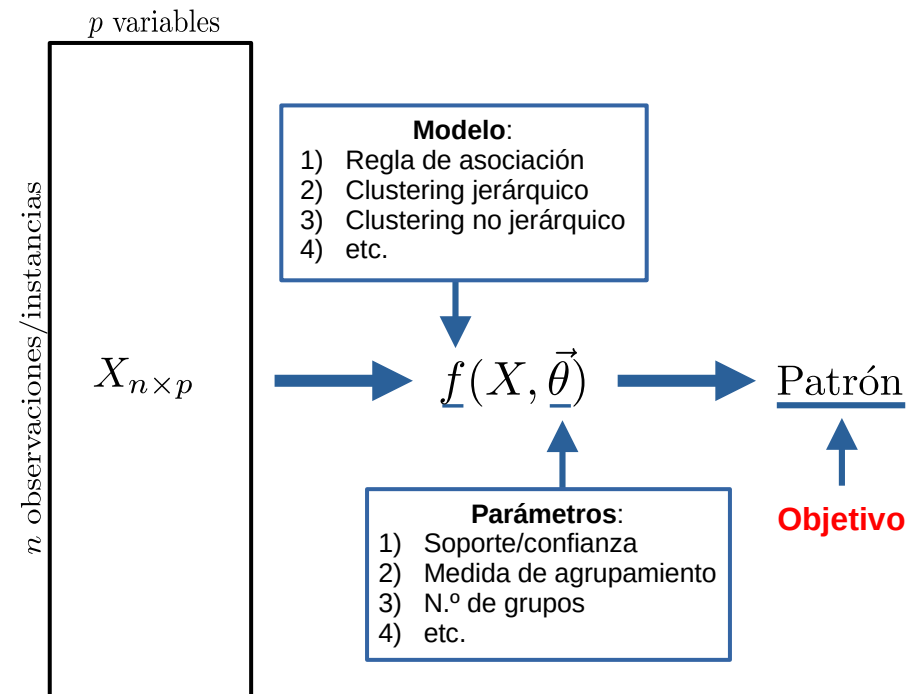 p variables
n observaciones/instancias
X_{n×p}
Modelo:
1) Regla de asociación
2) Clustering jerárquico
3) Clustering no jerárquico
4) etc.
f(X, θ⃗)
Patrón
Objetivo
Parámetros:
1) Soporte/confianza
2) Medida de agrupamiento
3) N.º de grupos
4) etc.